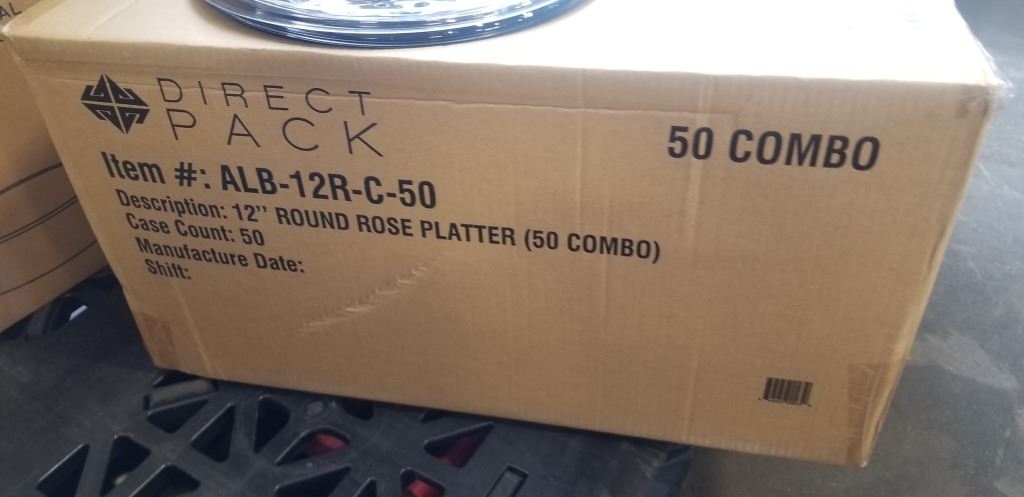 AL
DIRECT
PACK
50 COMBO
Item #: ALB-12R-C-50
Description: 12'' ROUND ROSE PLATTER (50 COMBO)
Case Count: 50
Manufacture Date:
Shift: